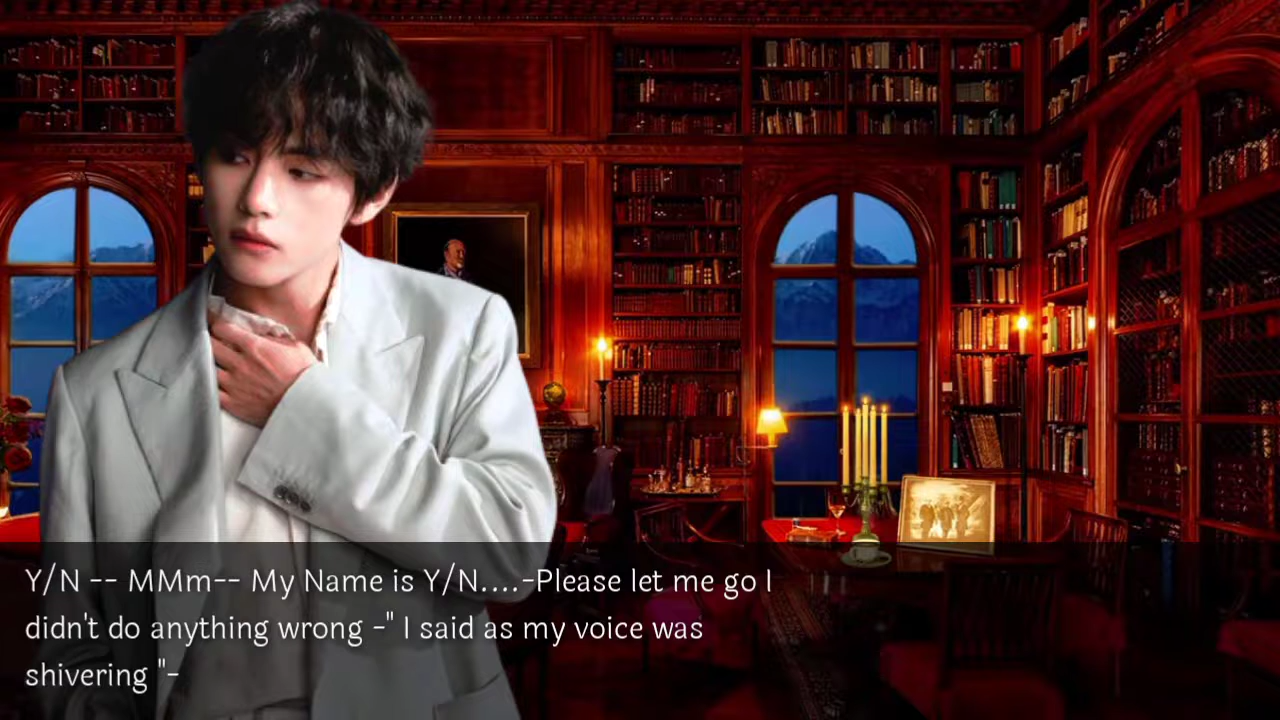 Y/N -- MMm-- My Name is Y/N....-Please let me go I
didn't do anything wrong -" I said as my voice was
shivering "-